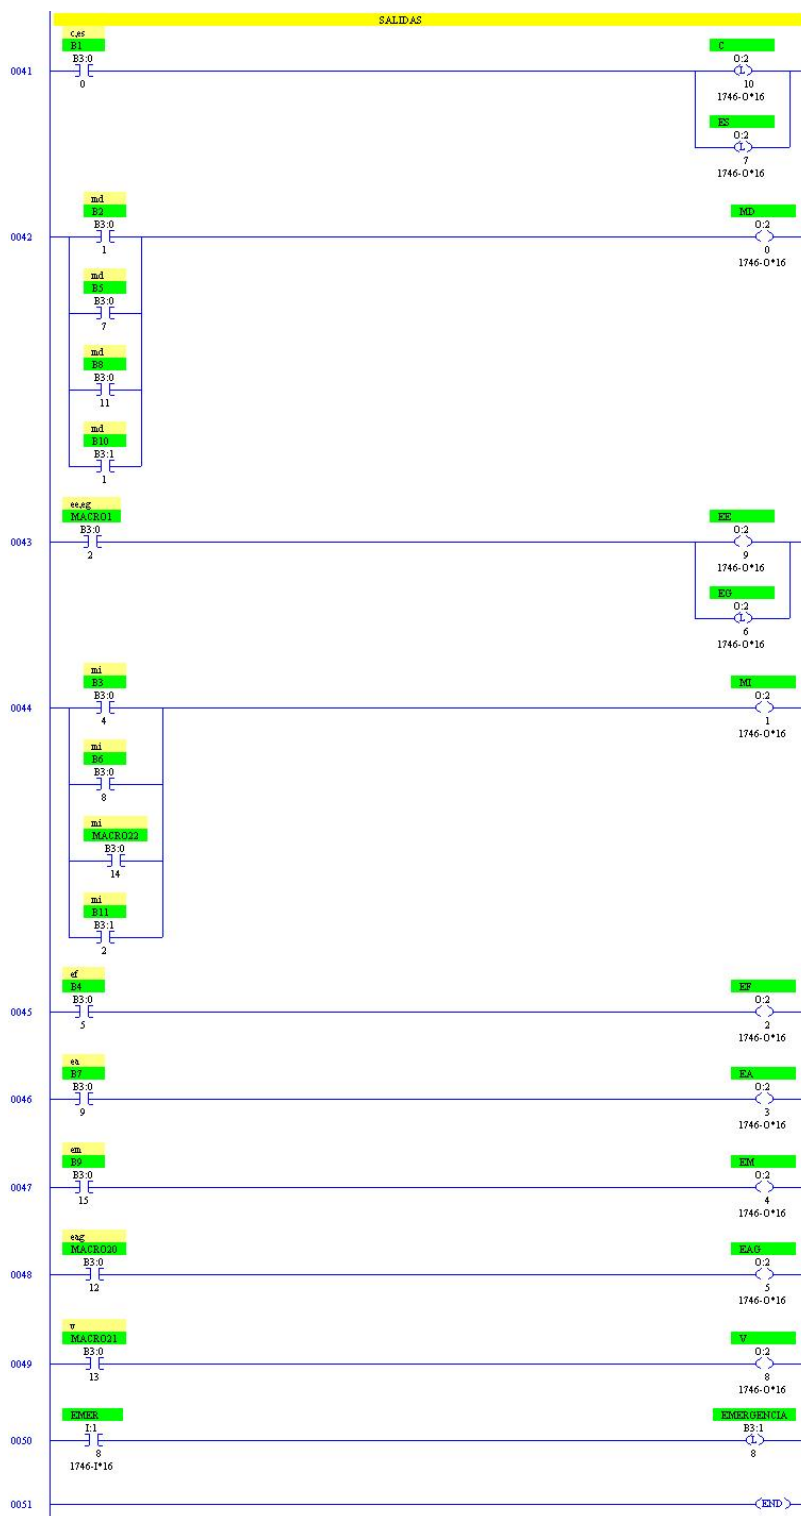 SALIDAS
c,es
B1
B3:0
0
0041
C
O:2
L
10
1746-O*16
ES
O:2
L
7
1746-O*16
md
B2
B3:0
1
0042
MD
O:2
0
1746-O*16
md
B5
B3:0
7
md
B8
B3:0
11
md
B10
B3:1
1
ee,eg
MACRO1
B3:0
2
0043
EE
O:2
9
1746-O*16
EG
O:2
L
6
1746-O*16
mi
B3
B3:0
4
0044
MI
O:2
1
1746-O*16
mi
B6
B3:0
8
mi
MACRO22
B3:0
14
mi
B11
B3:1
2
ef
B4
B3:0
5
0045
EF
O:2
2
1746-O*16
ea
B7
B3:0
9
0046
EA
O:2
3
1746-O*16
em
B9
B3:0
15
0047
EM
O:2
4
1746-O*16
eag
MACRO20
B3:0
12
0048
EAG
O:2
5
1746-O*16
v
MACRO21
B3:0
13
0049
V
O:2
8
1746-O*16
EMER
I:1
8
1746-I*16
0050
EMERGENCIA
B3:1
L
8
0051
END